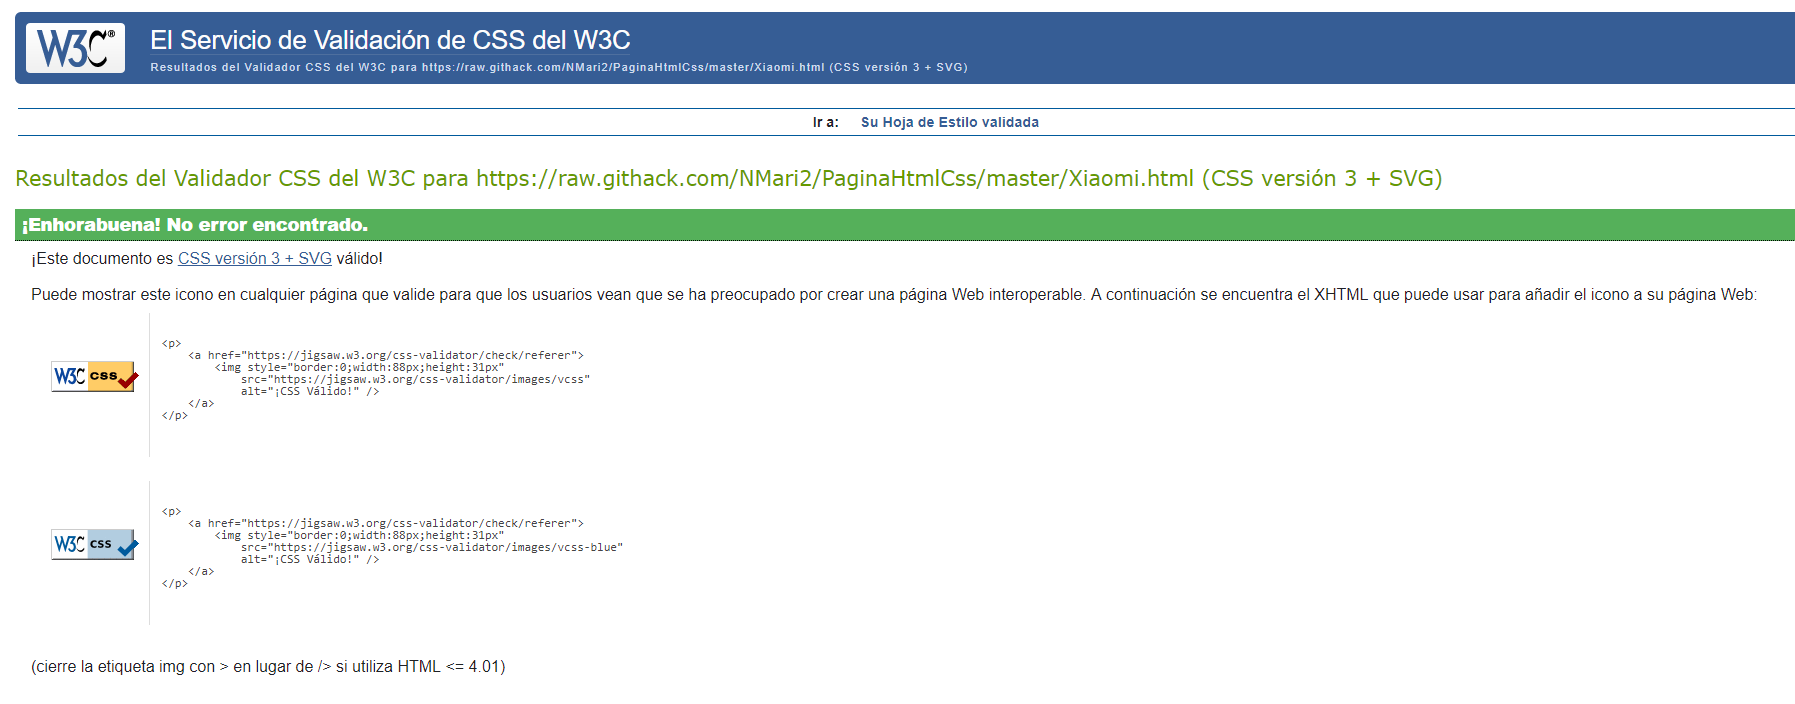 W3C® El Servicio de Validación de CSS del W3C
Resultados del Validador CSS del W3C para https://raw.githack.com/NMari2/PaginaHtmlCss/master/Xiaomi.html (CSS versión 3 + SVG)
Ir a: Su Hoja de Estilo validada
Resultados del Validador CSS del W3C para https://raw.githack.com/NMari2/PaginaHtmlCss/master/Xiaomi.html (CSS versión 3 + SVG)
¡Enhorabuena! No error encontrado.
¡Este documento es CSS versión 3 + SVG válido!
Puede mostrar este icono en cualquier página que valide para que los usuarios vean que se ha preocupado por crear una página Web interoperable. A continuación se encuentra el XHTML que puede usar para añadir el icono a su página Web:
W3C css
<p>
<a href="https://jigsaw.w3.org/css-validator/check/referer">
<img style="border:0;width:88px;height:31px"
src="https://jigsaw.w3.org/css-validator/images/vcss"
alt="¡CSS Válido!" />
</a>
</p>
W3C css
<p>
<a href="https://jigsaw.w3.org/css-validator/check/referer">
<img style="border:0;width:88px;height:31px"
src="https://jigsaw.w3.org/css-validator/images/vcss-blue"
alt="¡CSS Válido!" />
</a>
</p>
(cierre la etiqueta img con > en lugar de /> si utiliza HTML <= 4.01)